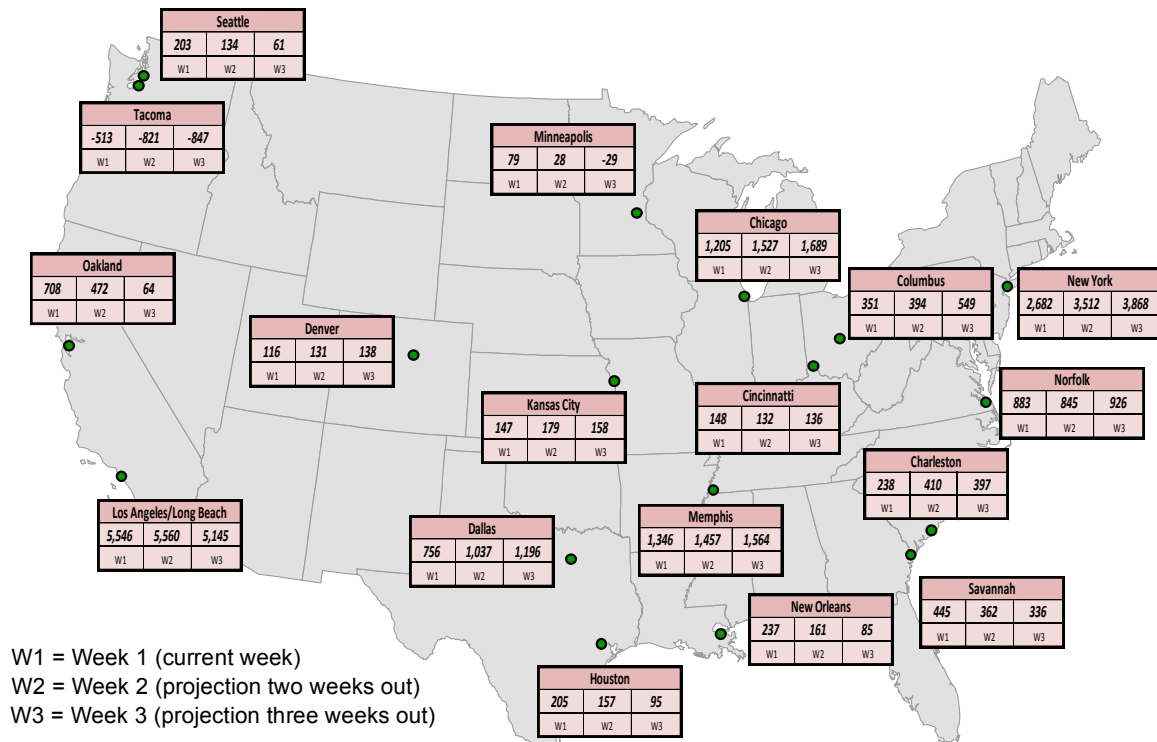 Seattle
203 134 61
W1 W2 W3
Tacoma
-513 -821 -847
W1 W2 W3
Minneapolis
79 28 -29
W1 W2 W3
Chicago
1,205 1,527 1,689
W1 W2 W3
Oakland
708 472 64
W1 W2 W3
Columbus
351 394 549
W1 W2 W3
New York
2,682 3,512 3,868
W1 W2 W3
Denver
116 131 138
W1 W2 W3
Norfolk
883 845 926
W1 W2 W3
Kansas City
147 179 158
W1 W2 W3
Cincinnatti
148 132 136
W1 W2 W3
Charleston
238 410 397
W1 W2 W3
Los Angeles/Long Beach
5,546 5,560 5,145
W1 W2 W3
Dallas
756 1,037 1,196
W1 W2 W3
Memphis
1,346 1,457 1,564
W1 W2 W3
Savannah
445 362 336
W1 W2 W3
New Orleans
237 161 85
W1 W2 W3
Houston
205 157 95
W1 W2 W3
W1 = Week 1 (current week)
W2 = Week 2 (projection two weeks out)
W3 = Week 3 (projection three weeks out)